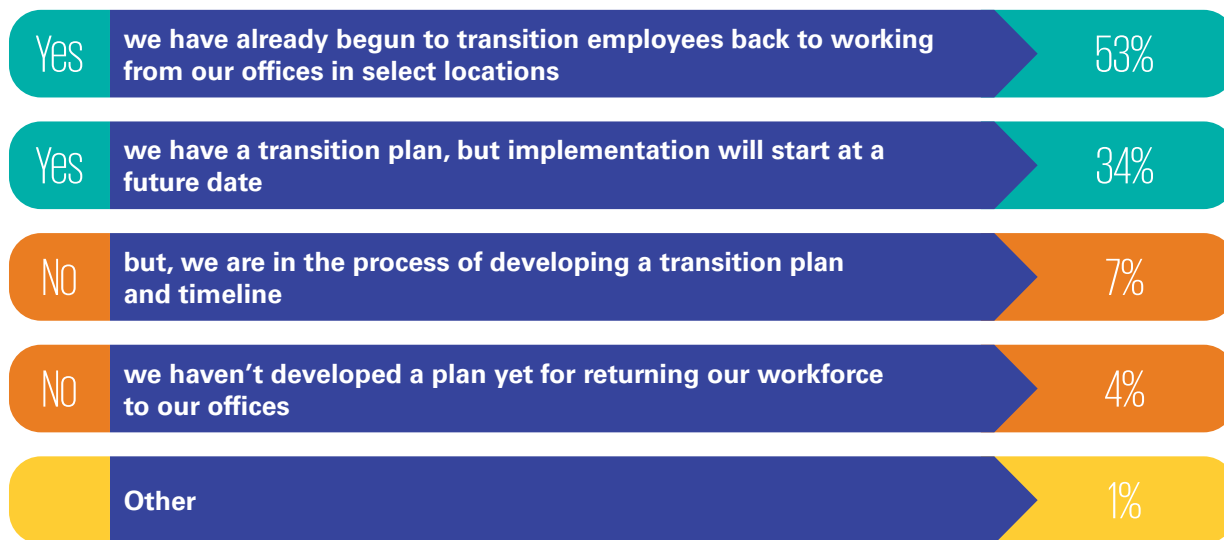 Yes
we have already begun to transition employees back to working
from our offices in select locations
53%
Yes
we have a transition plan, but implementation will start at a
future date
34%
No
but, we are in the process of developing a transition plan
and timeline
7%
No
we haven’t developed a plan yet for returning our workforce
to our offices
4%
Other
1%